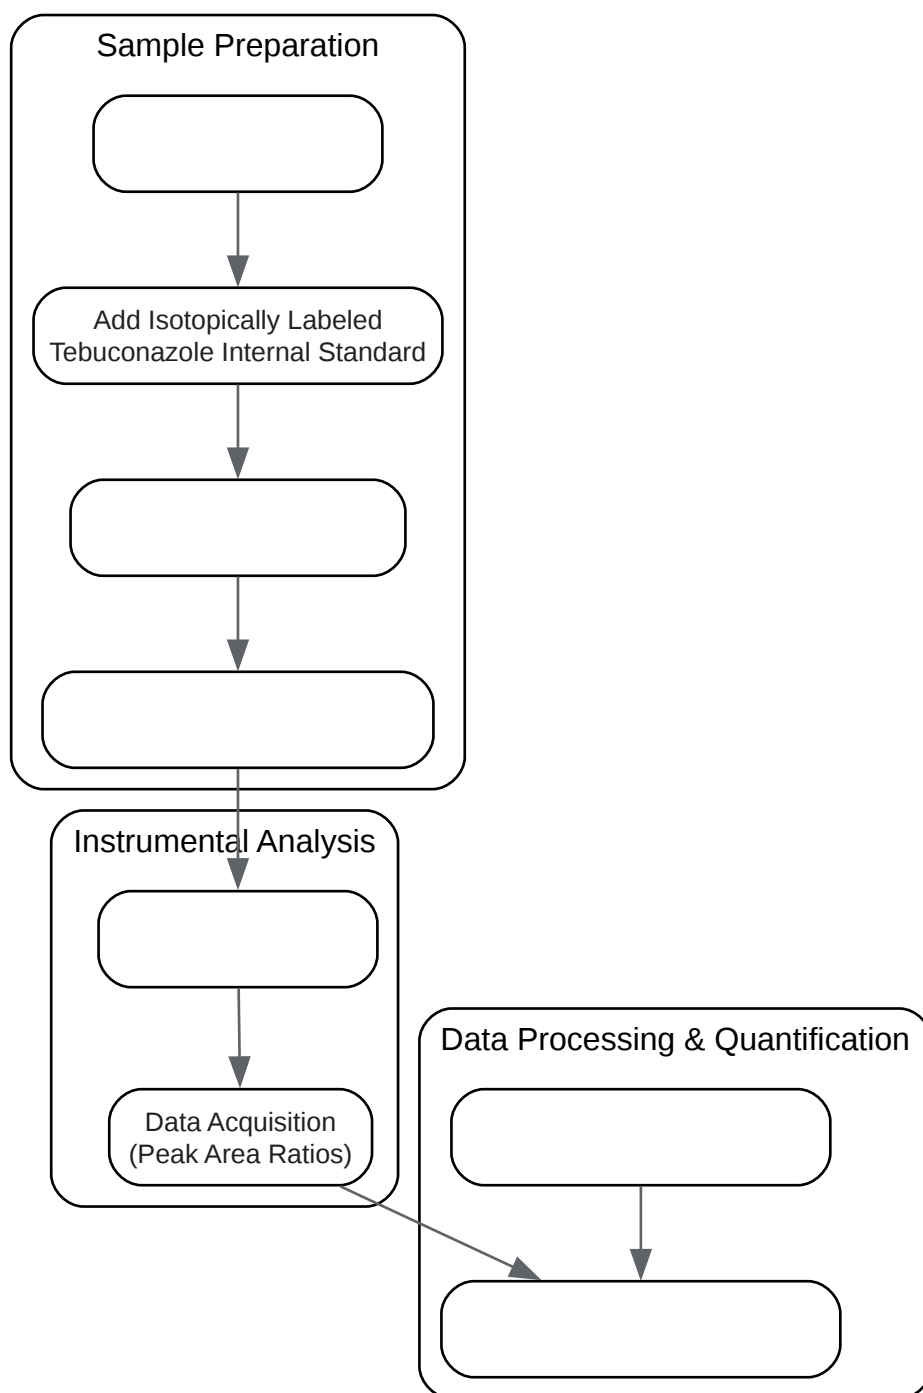 Sample Preparation
Add Isotopically Labeled
Tebuconazole Internal Standard
Instrumental Analysis
Data Acquisition
(Peak Area Ratios)
Data Processing & Quantification